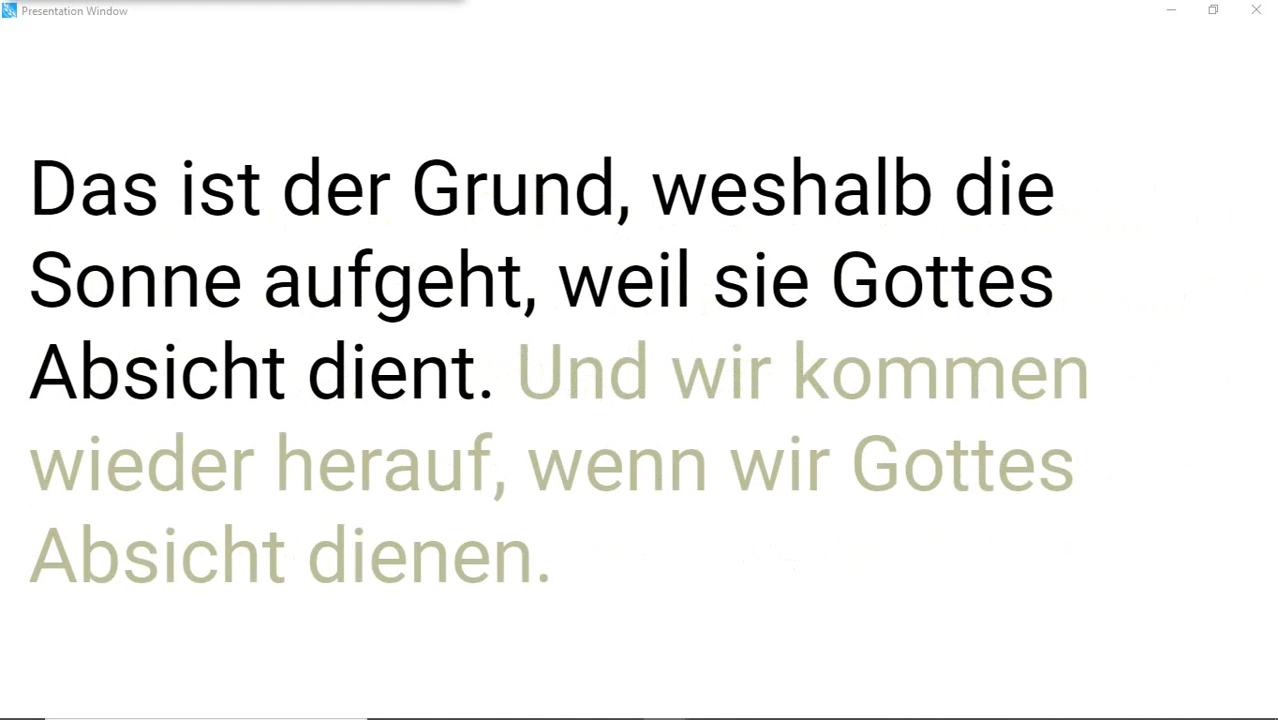 Presentation Window
Das ist der Grund, weshalb die
Sonne aufgeht, weil sie Gottes
Absicht dient. Und wir kommen
wieder herauf, wenn wir Gottes
Absicht dienen.